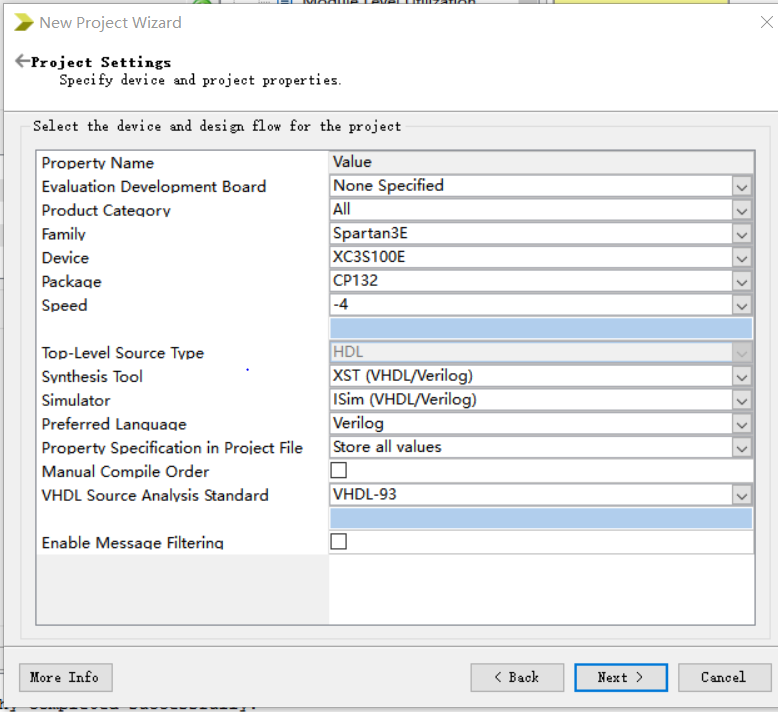 Module Level Utilization
New Project Wizard
Project Settings
Specify device and project properties.
Select the device and design flow for the project
Property Name Value
Evaluation Development Board None Specified
Product Category All
Family Spartan3E
Device XC3S100E
Package CP132
Speed -4
Top-Level Source Type HDL
Synthesis Tool XST (VHDL/Verilog)
Simulator ISim (VHDL/Verilog)
Preferred Language Verilog
Property Specification in Project File Store all values
Manual Compile Order
VHDL Source Analysis Standard VHDL-93
Enable Message Filtering
More Info < Back Next > Cancel
completed successfully.